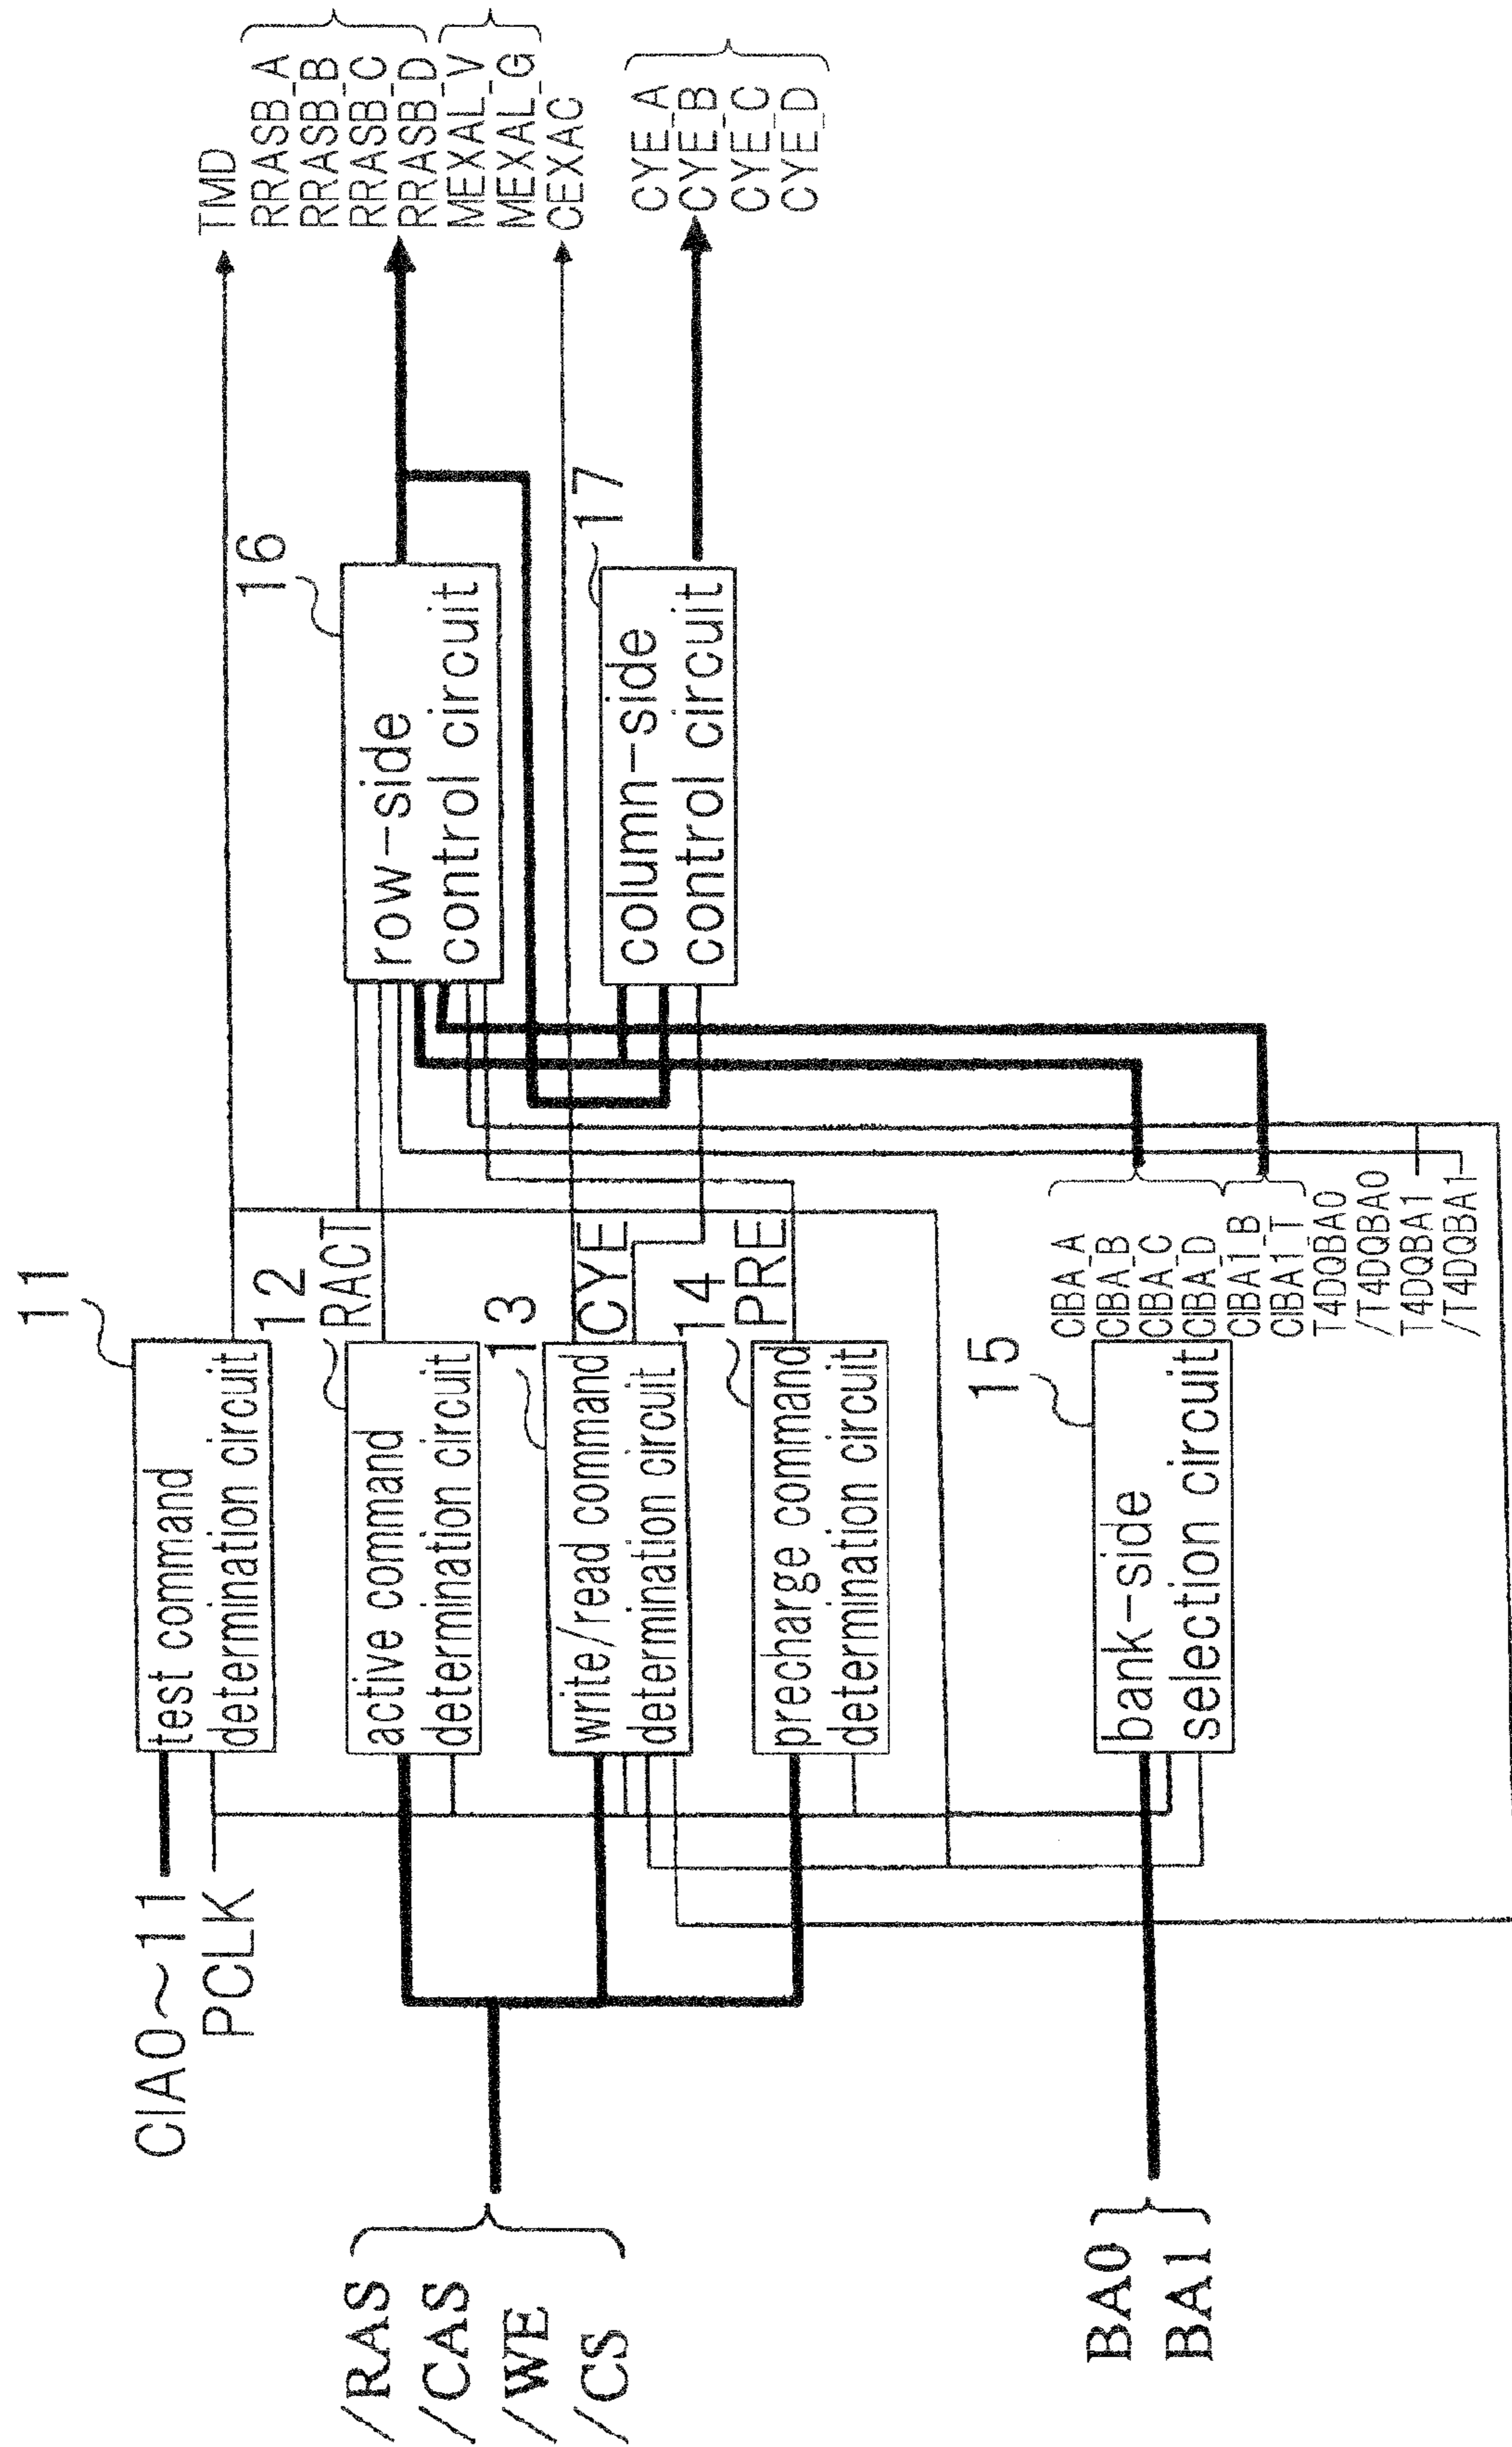 CIA0~11
PCLK
/RAS
/CAS
/WE
/CS
BA0
BA1
11
test command
determination circuit
12
RACT
active command
determination circuit
13
CYE
write/read command
determination circuit
14
PRE
precharge command
determination circuit
15
bank-side
selection circuit
CIBA_A
CIBA_B
CIBA_C
CIBA_D
CIBA1_B
CIBA1_T
T4DQBA0
/T4DQBA0
T4DQBA1
/T4DQBA1
16
row-side
control circuit
17
column-side
control circuit
TMD
RRASB_A
RRASB_B
RRASB_C
RRASB_D
MEXAL_V
MEXAL_G
CEXAC
CYE_A
CYE_B
CYE_C
CYE_D